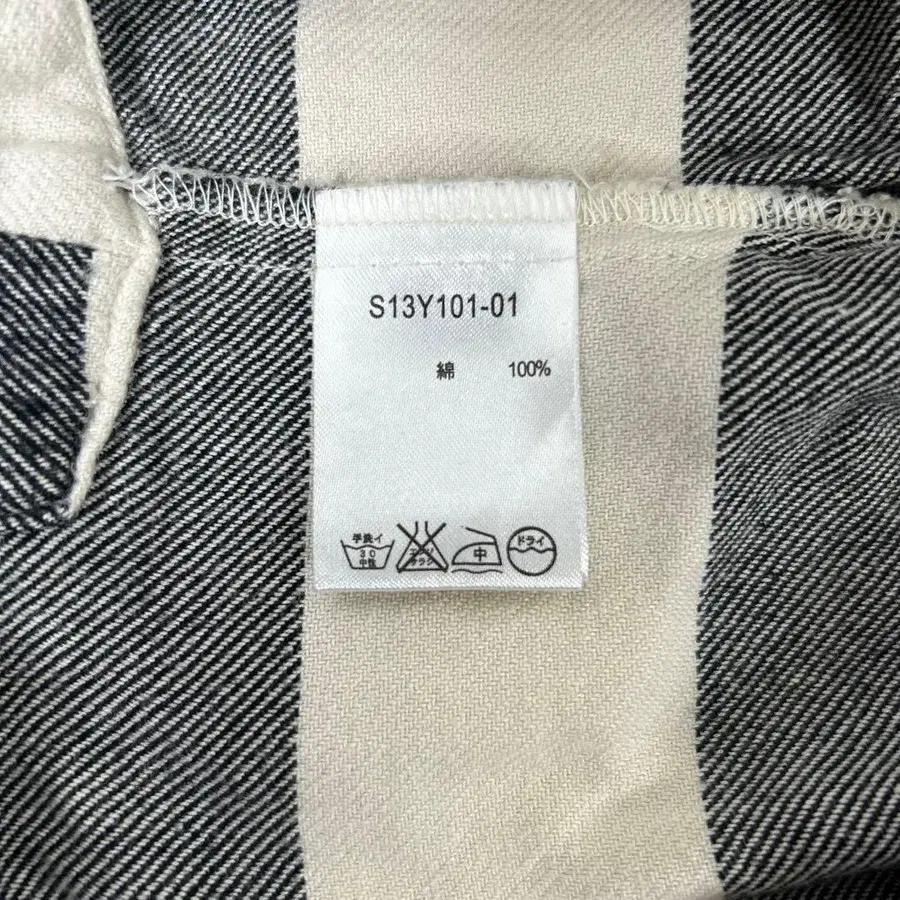 S13Y101-01
綿 100%
手洗イ 30 中性 エンソ サラシ 中 ドライ